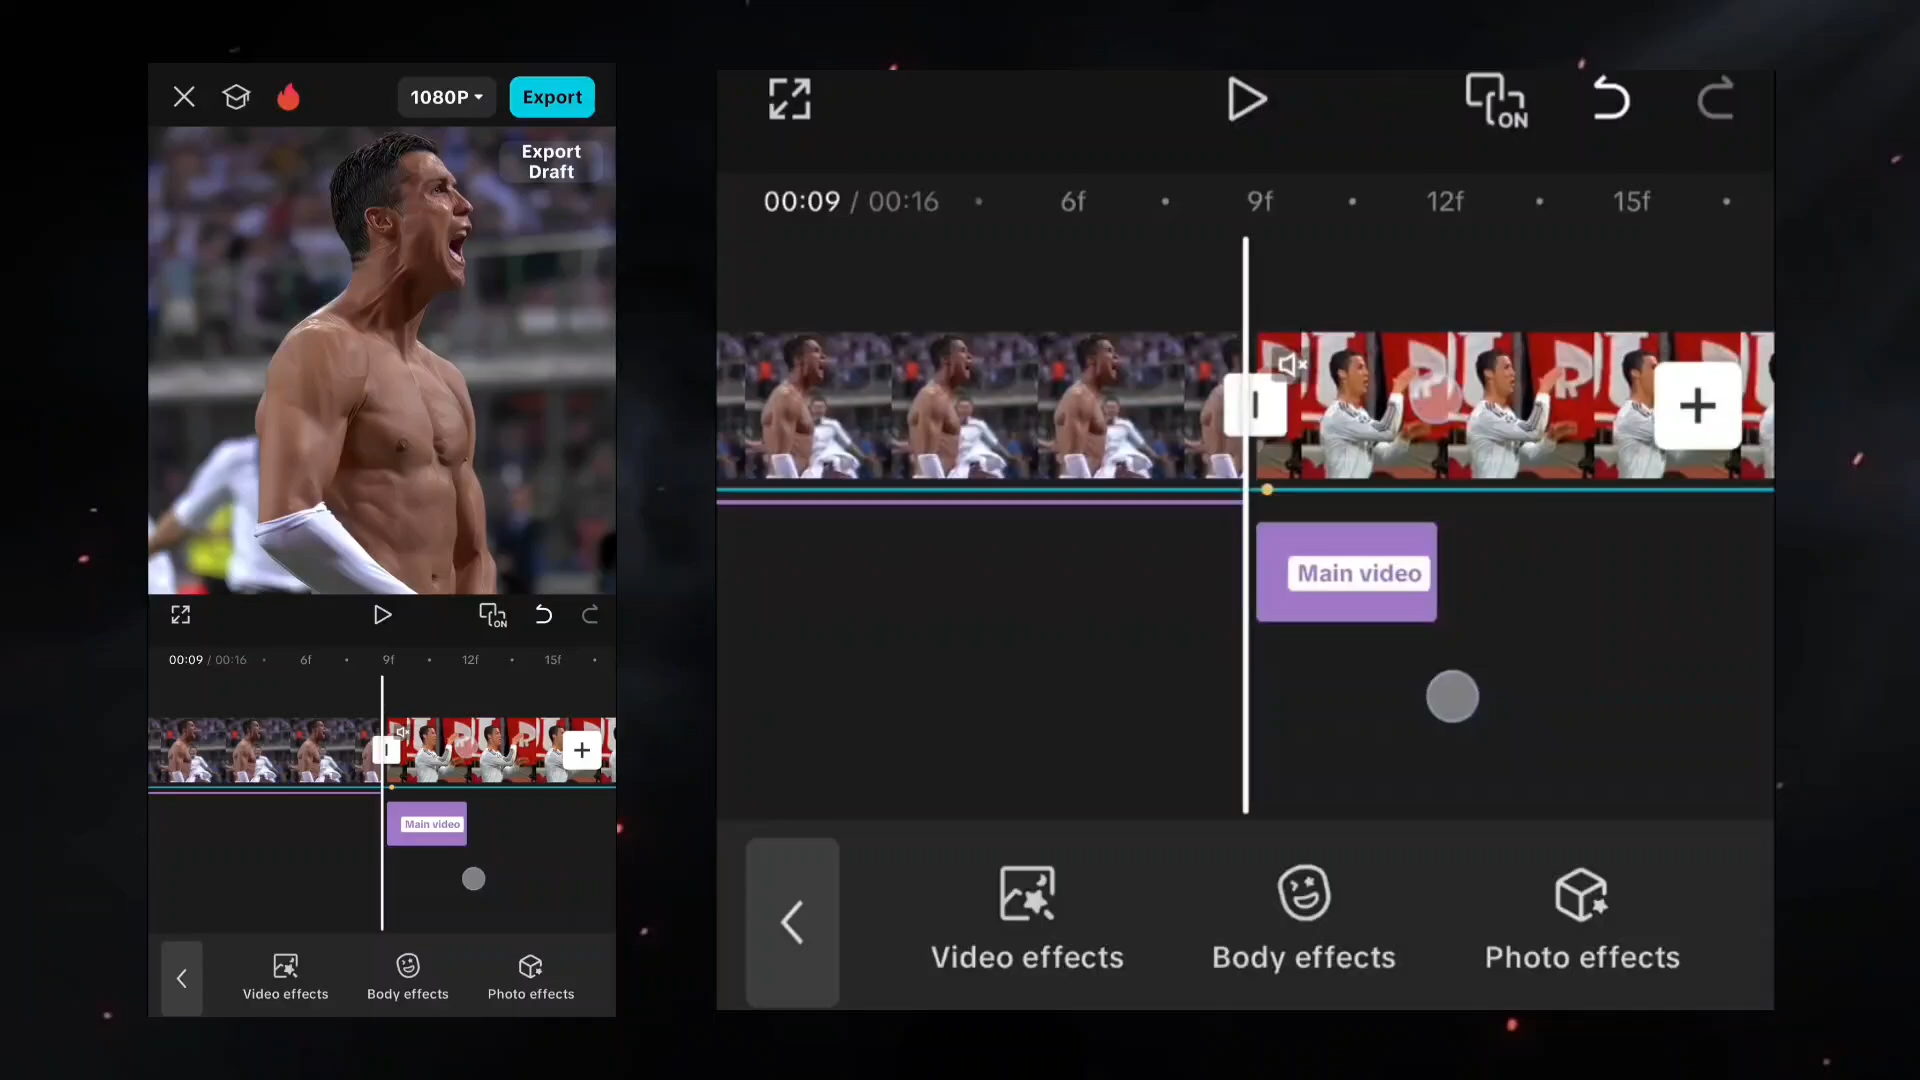 1080P
Export
Export
Draft
ON
00:09 / 00:16
6f
9f
12f
15f
Main video
Video effects
Body effects
Photo effects
ON
00:09 / 00:16
6f
9f
12f
15f
R
R
Main video
Video effects
Body effects
Photo effects